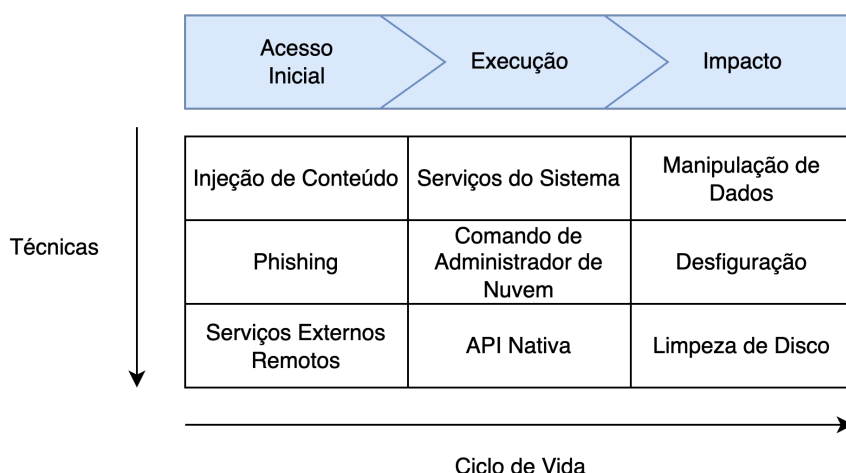 Acesso
Inicial
Execução
Impacto
Técnicas
Injeção de Conteúdo
Serviços do Sistema
Manipulação de
Dados
Phishing
Comando de
Administrador de
Nuvem
Desfiguração
Serviços Externos
Remotos
API Nativa
Limpeza de Disco
Ciclo de Vida